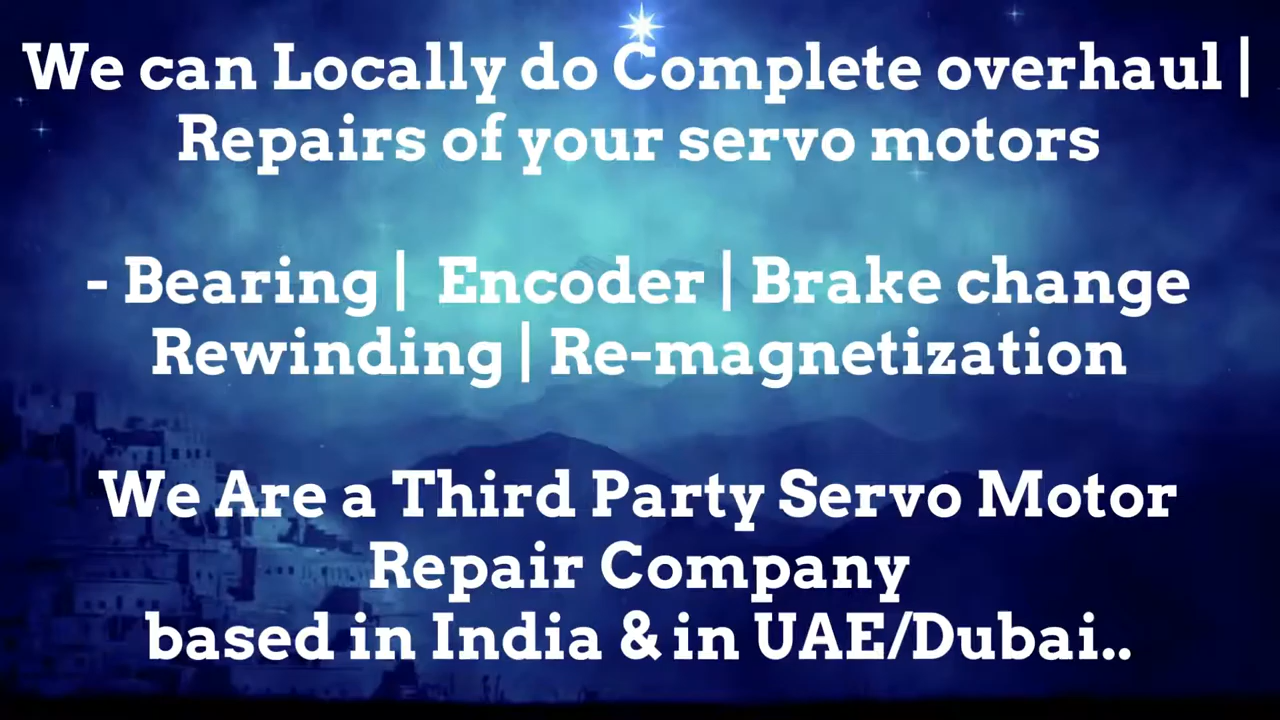 We can Locally do Complete overhaul |
Repairs of your servo motors
- Bearing | Encoder | Brake change
Rewinding | Re-magnetization
We Are a Third Party Servo Motor
Repair Company
based in India & in UAE/Dubai..